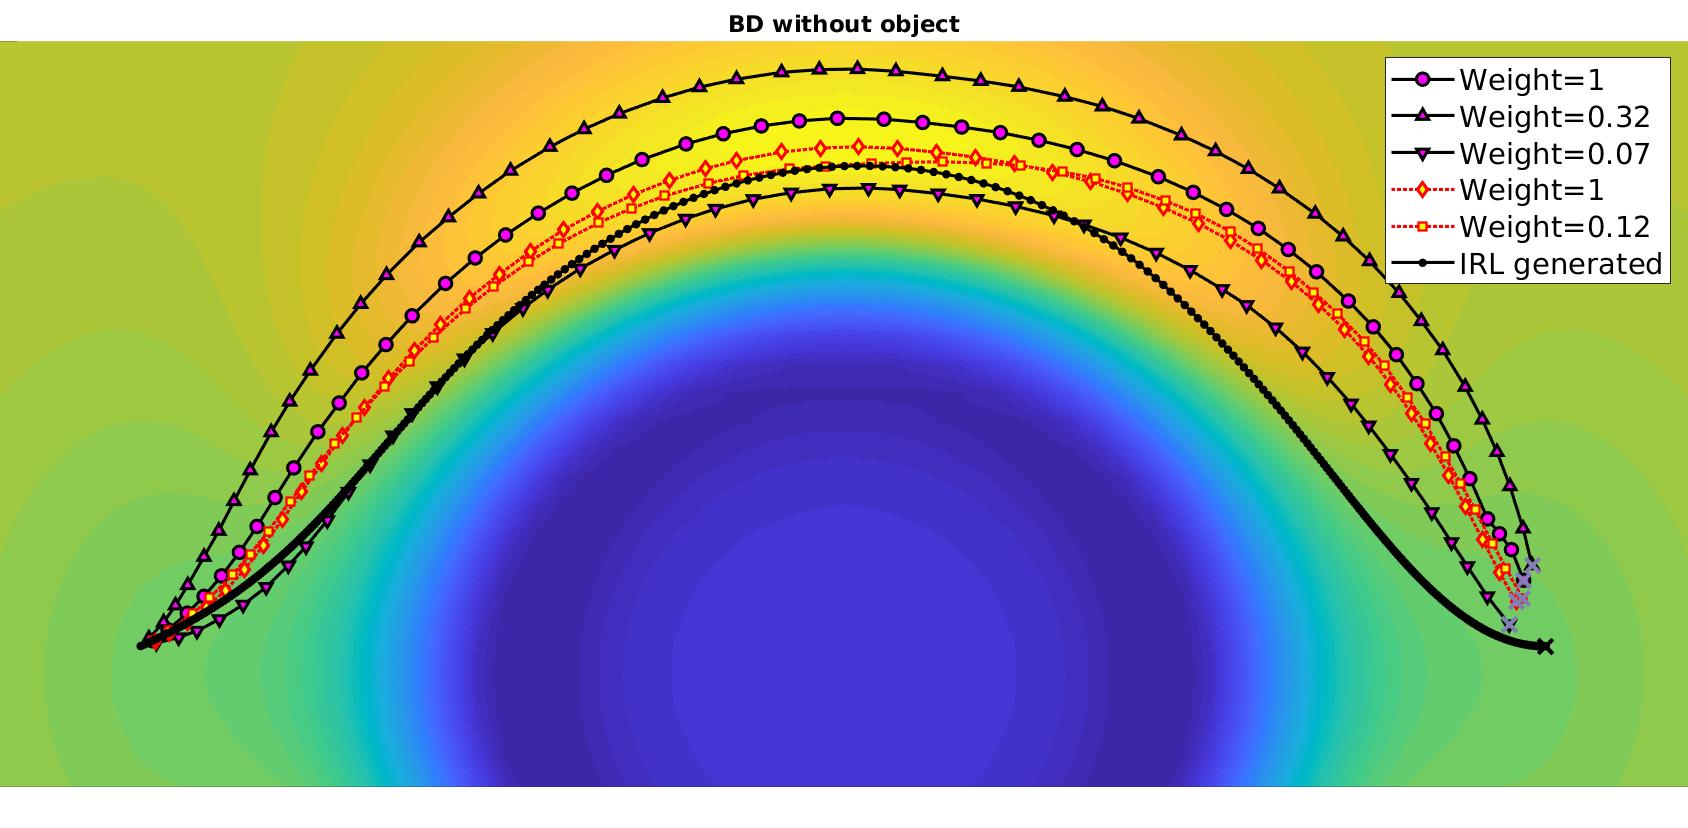 BD without object
Weight=1
Weight=0.32
Weight=0.07
Weight=1
Weight=0.12
IRL generated